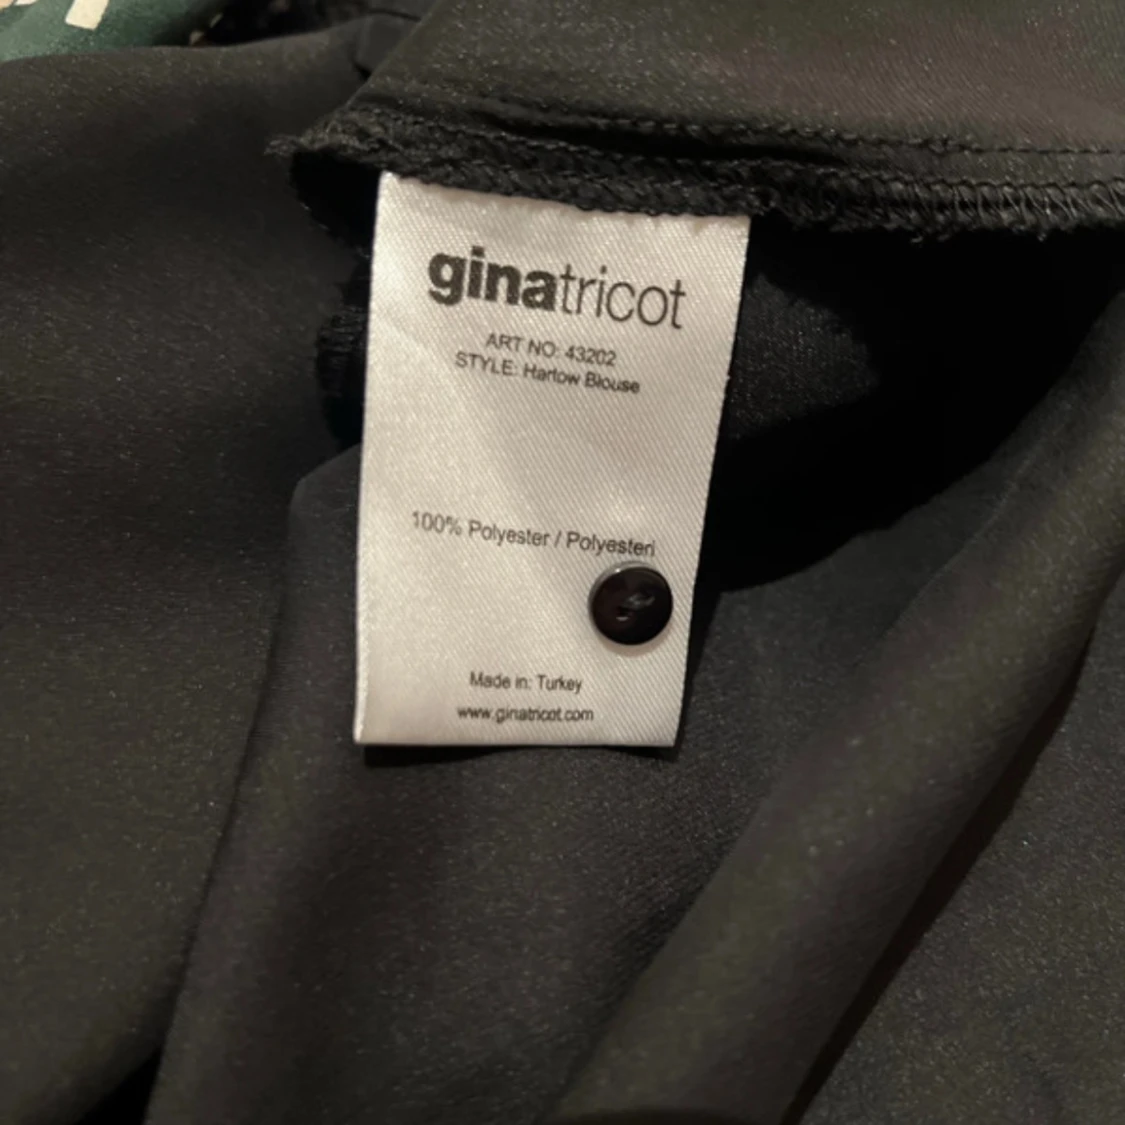 ginatricot
ART NO: 43202
STYLE: Harlow Blouse
100% Polyester / Polyesteri
Made in: Turkey
www.ginatricot.com